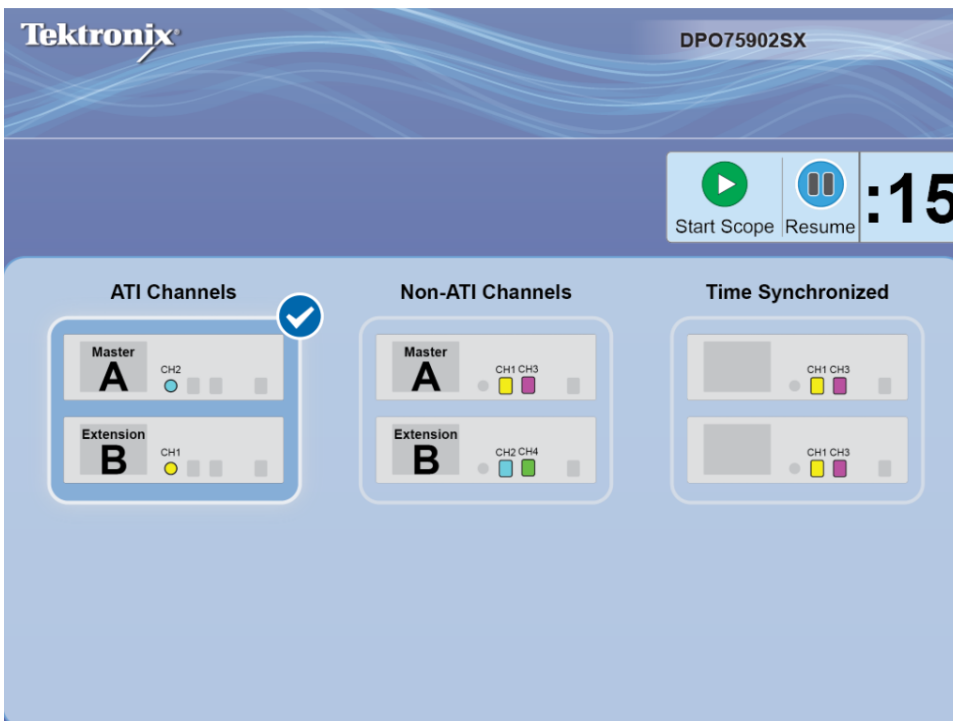 Tektronix
DPO75902SX
Start Scope
Resume
:15
ATI Channels
Non-ATI Channels
Time Synchronized
Master
A
CH2
Extension
B
CH1
Master
A
CH1 CH3
Extension
B
CH2 CH4
CH1 CH3
CH1 CH3